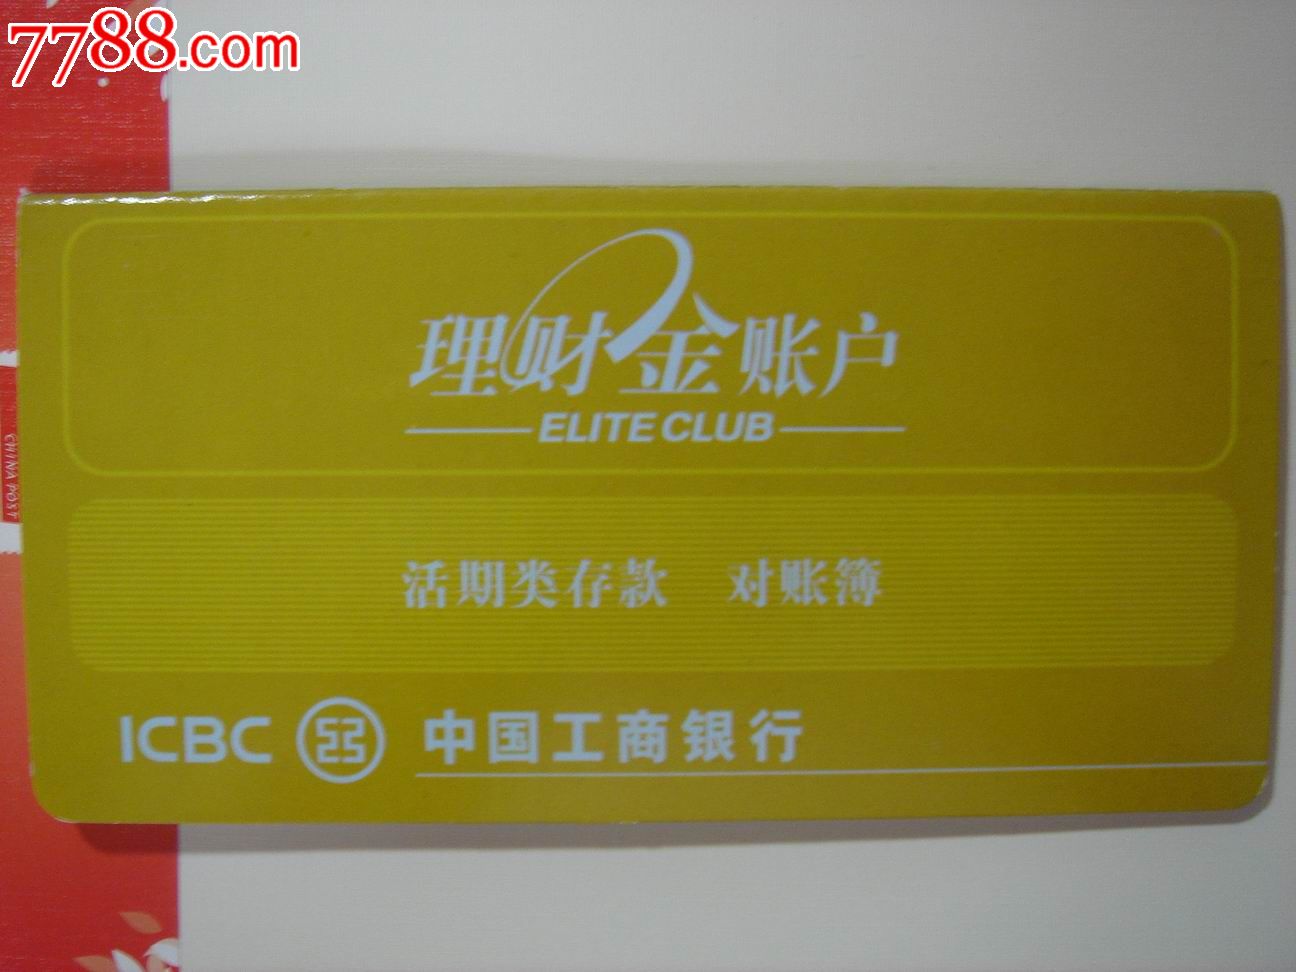 7788.com
理财金账户
ELITE CLUB
活期类存款 对账簿
ICBC 中国工商银行
CHINA POST